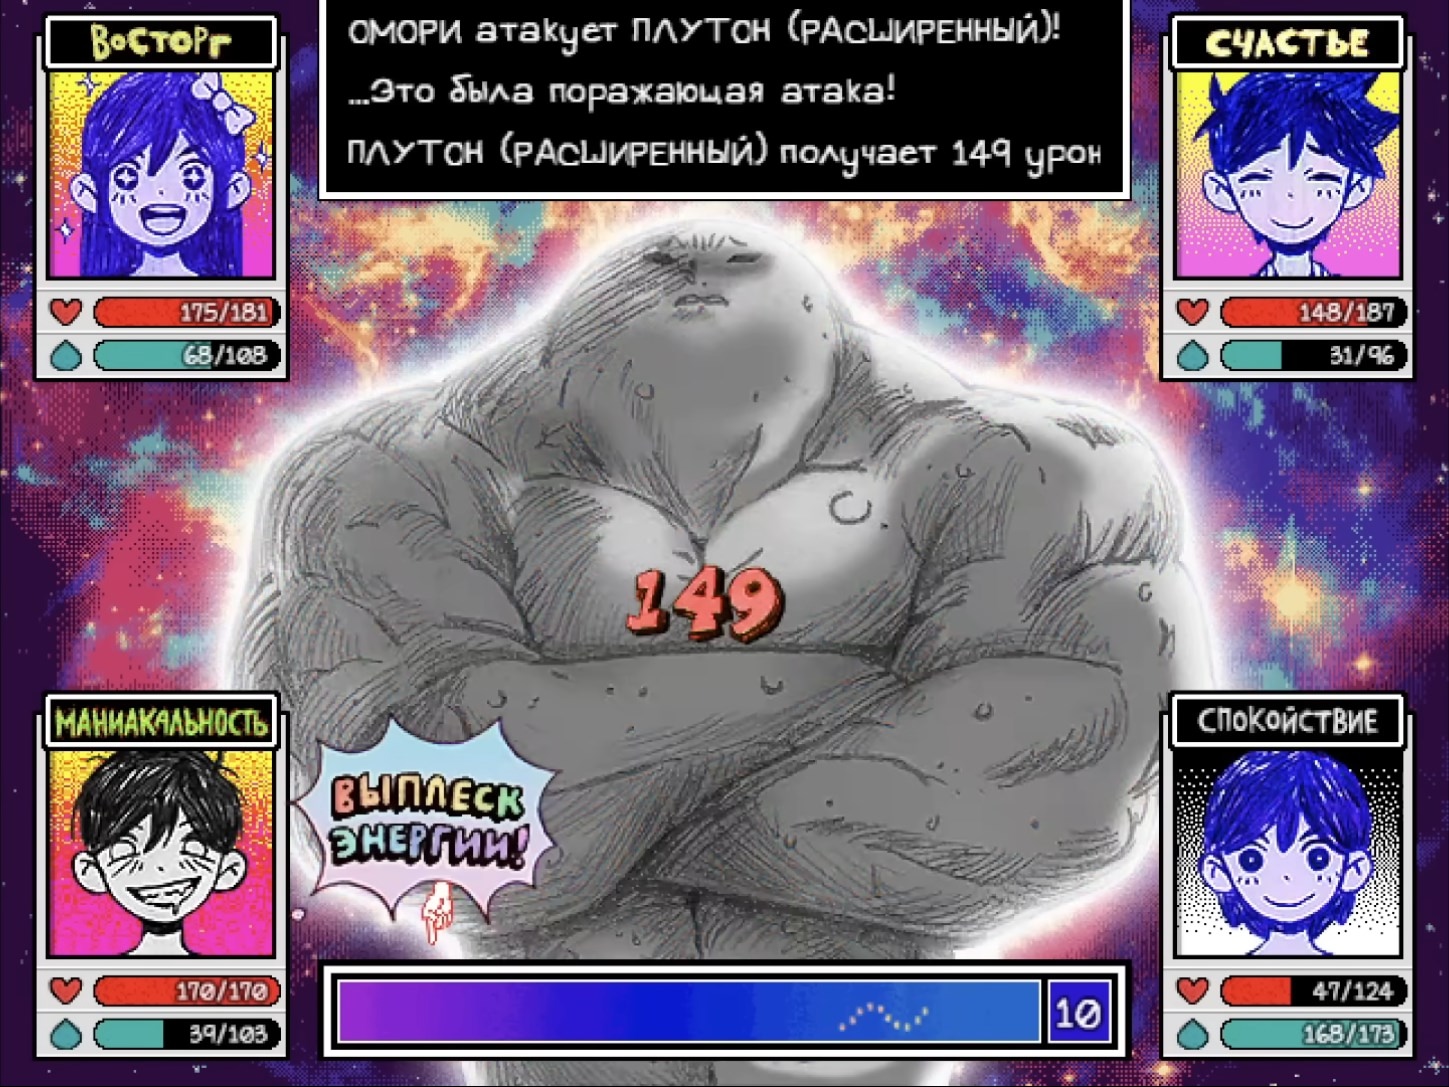 ОМОРИ атакует ПЛУТОН (РАСШИРЕННЫЙ)!
...Это была поражающая атака!
ПЛУТОН (РАСШИРЕННЫЙ) получает 149 урон
ВОСТОРГ
175/181
68/108
СЧАСТЬЕ
148/187
31/96
149
МАНИАКАЛЬНОСТЬ
170/170
39/103
ВЫПЛЕСК
ЭНЕРГИИ!
10
СПОКОЙСТВИЕ
47/124
168/173